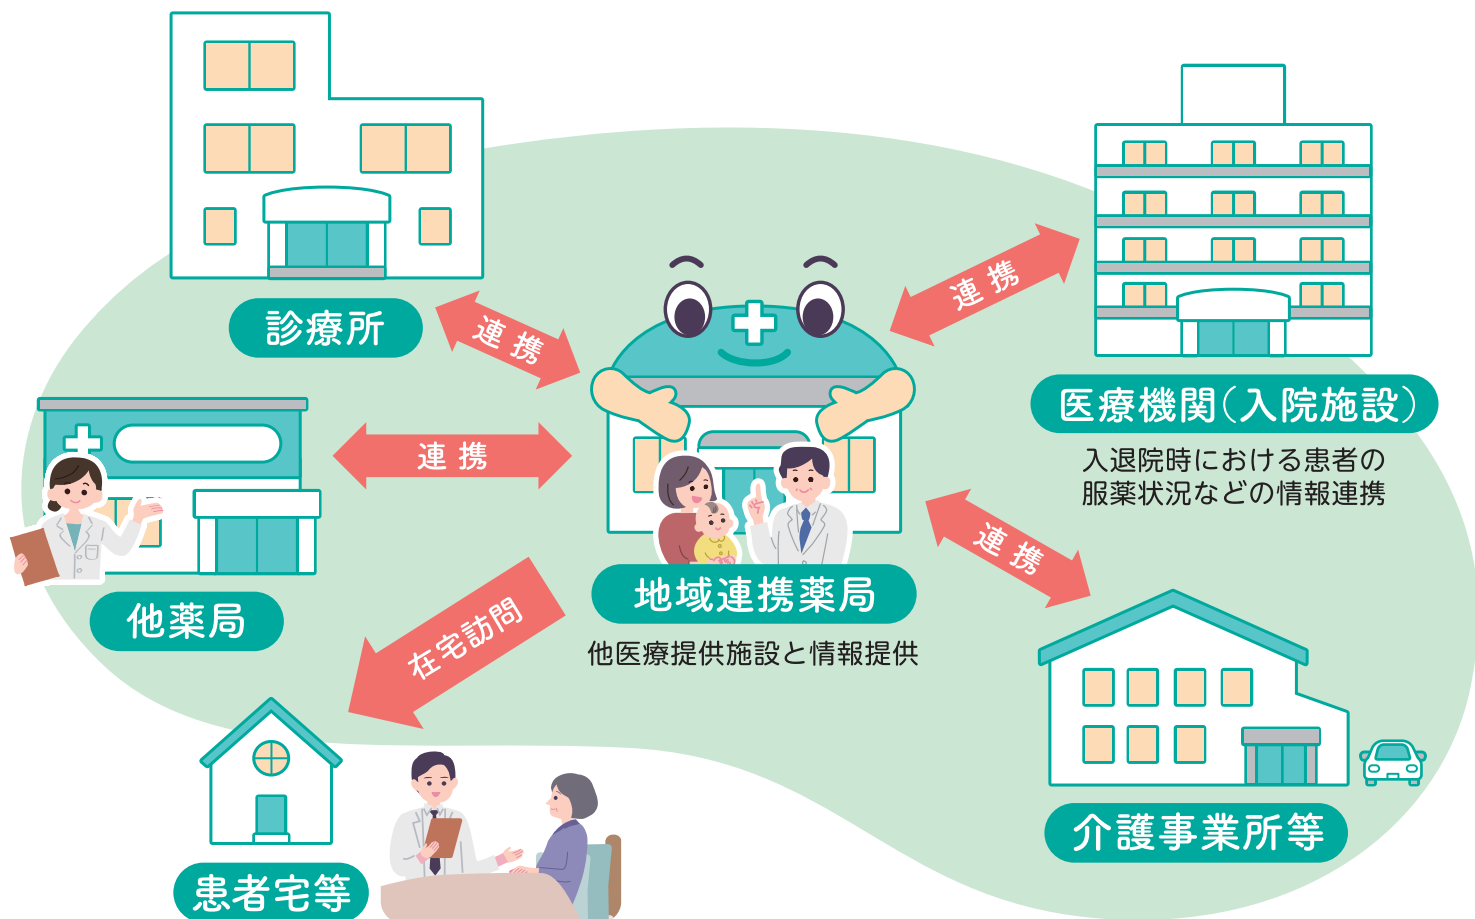 診療所
連携
連携
医療機関(入院施設)
入退院時における患者の
服薬状況などの情報連携
連携
他薬局
連携
地域連携薬局
他医療提供施設と情報提供
在宅訪問
介護事業所等
患者宅等